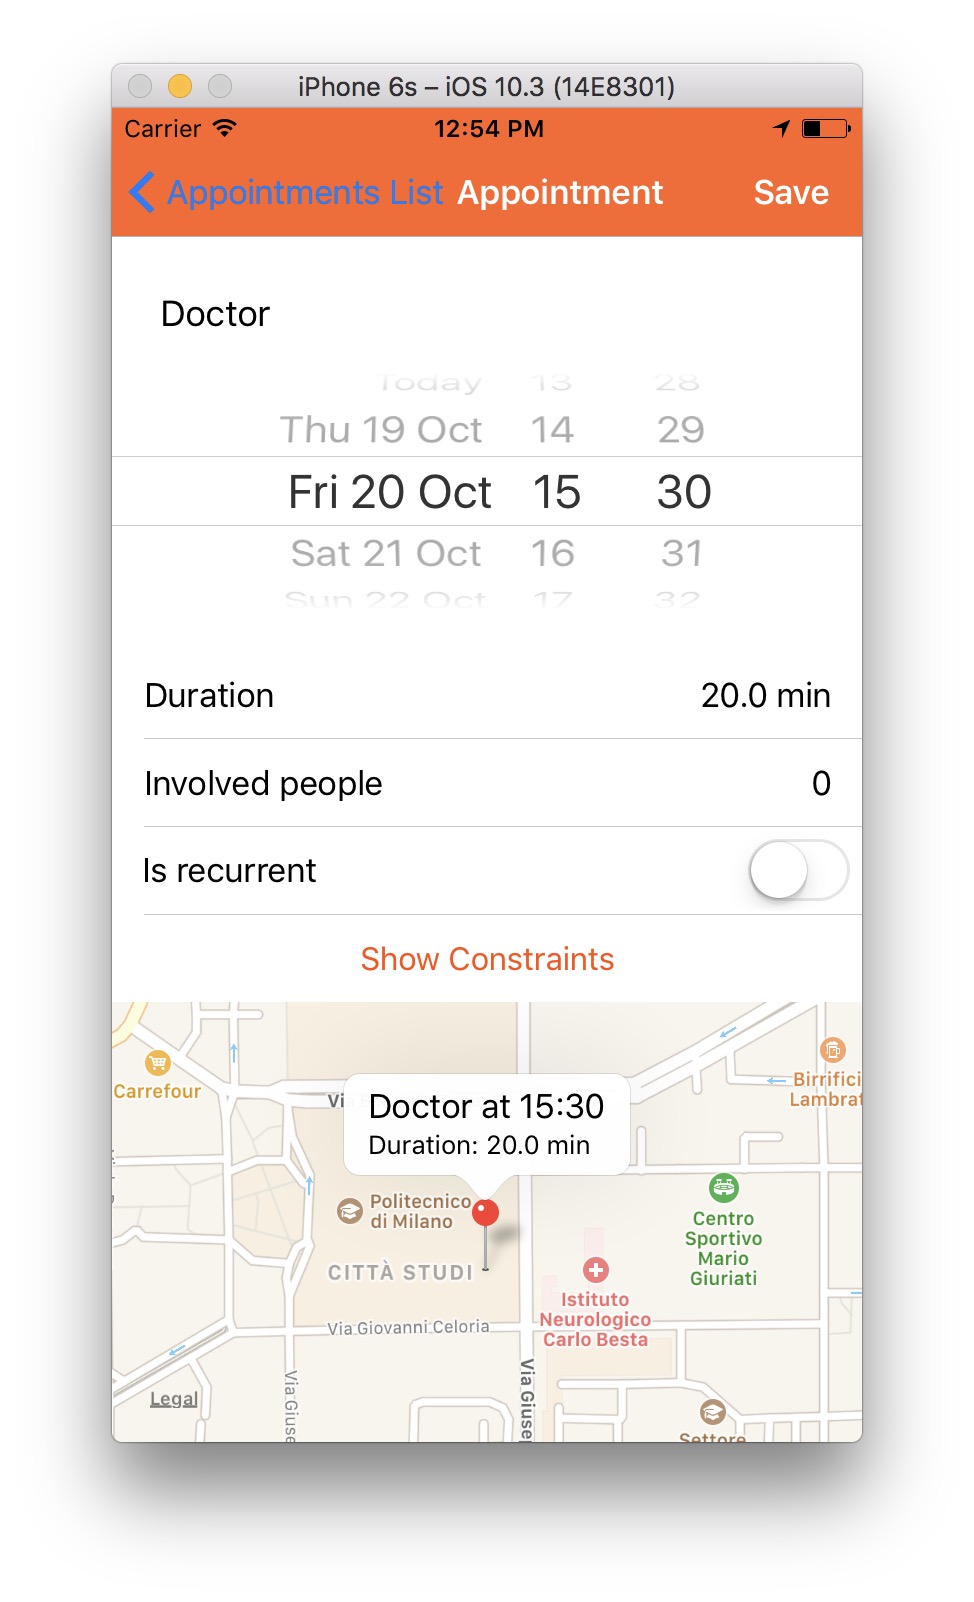 iPhone 6s – iOS 10.3 (14E8301)
Carrier 12:54 PM
Appointments List Appointment Save
Doctor
Today 13 28
Thu 19 Oct 14 29
Fri 20 Oct 15 30
Sat 21 Oct 16 31
Sun 22 Oct 17 32
Duration 20.0 min
Involved people 0
Is recurrent
Show Constraints
Carrefour
Birrifici
Lambrat
Via
Doctor at 15:30
Duration: 20.0 min
Politecnico
di Milano
CITTÀ STUDI
Centro
Sportivo
Mario
Giuriati
Istituto
Neurologico
Carlo Besta
Via Giovanni Celoria
Legal
Via Giuse
Via Giuse
Settore